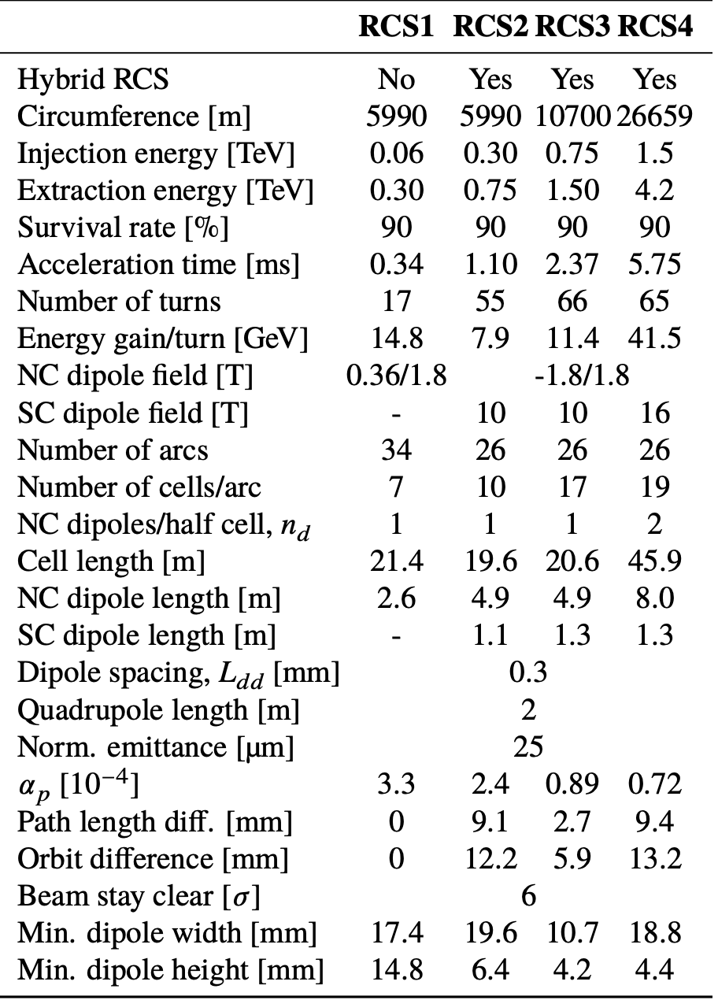 RCS1 RCS2 RCS3 RCS4
Hybrid RCS No Yes Yes Yes
Circumference [m] 5990 5990 10700 26659
Injection energy [TeV] 0.06 0.30 0.75 1.5
Extraction energy [TeV] 0.30 0.75 1.50 4.2
Survival rate [%] 90 90 90 90
Acceleration time [ms] 0.34 1.10 2.37 5.75
Number of turns 17 55 66 65
Energy gain/turn [GeV] 14.8 7.9 11.4 41.5
NC dipole field [T] 0.36/1.8 -1.8/1.8
SC dipole field [T] - 10 10 16
Number of arcs 34 26 26 26
Number of cells/arc 7 10 17 19
NC dipoles/half cell, n_d 1 1 1 2
Cell length [m] 21.4 19.6 20.6 45.9
NC dipole length [m] 2.6 4.9 4.9 8.0
SC dipole length [m] - 1.1 1.3 1.3
Dipole spacing, L_dd [mm] 0.3
Quadrupole length [m] 2
Norm. emittance [μm] 25
α_p [10⁻⁴] 3.3 2.4 0.89 0.72
Path length diff. [mm] 0 9.1 2.7 9.4
Orbit difference [mm] 0 12.2 5.9 13.2
Beam stay clear [σ] 6
Min. dipole width [mm] 17.4 19.6 10.7 18.8
Min. dipole height [mm] 14.8 6.4 4.2 4.4